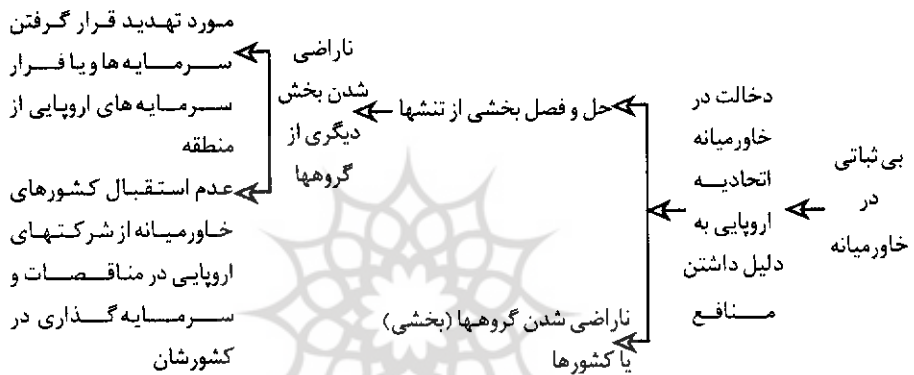 بی ثباتی
در
خاورمیانه
دخالت در
خاورمیانه
اتحادیه
اروپایی به
دلیل داشتن
منافع
حل و فصل بخشی از تنشها
ناراضی شدن گروهها (بخشی)
یا کشورها
ناراضی
شدن بخش
دیگری از
گروهها
مورد تهدید قرار گرفتن
سرمایه ها و یا فرار
سرمایه های اروپایی از
منطقه
عدم استقبال کشورهای
خاورمیانه از شرکتهای
اروپایی در مناقصات و
سرمایه گذاری در
کشورشان